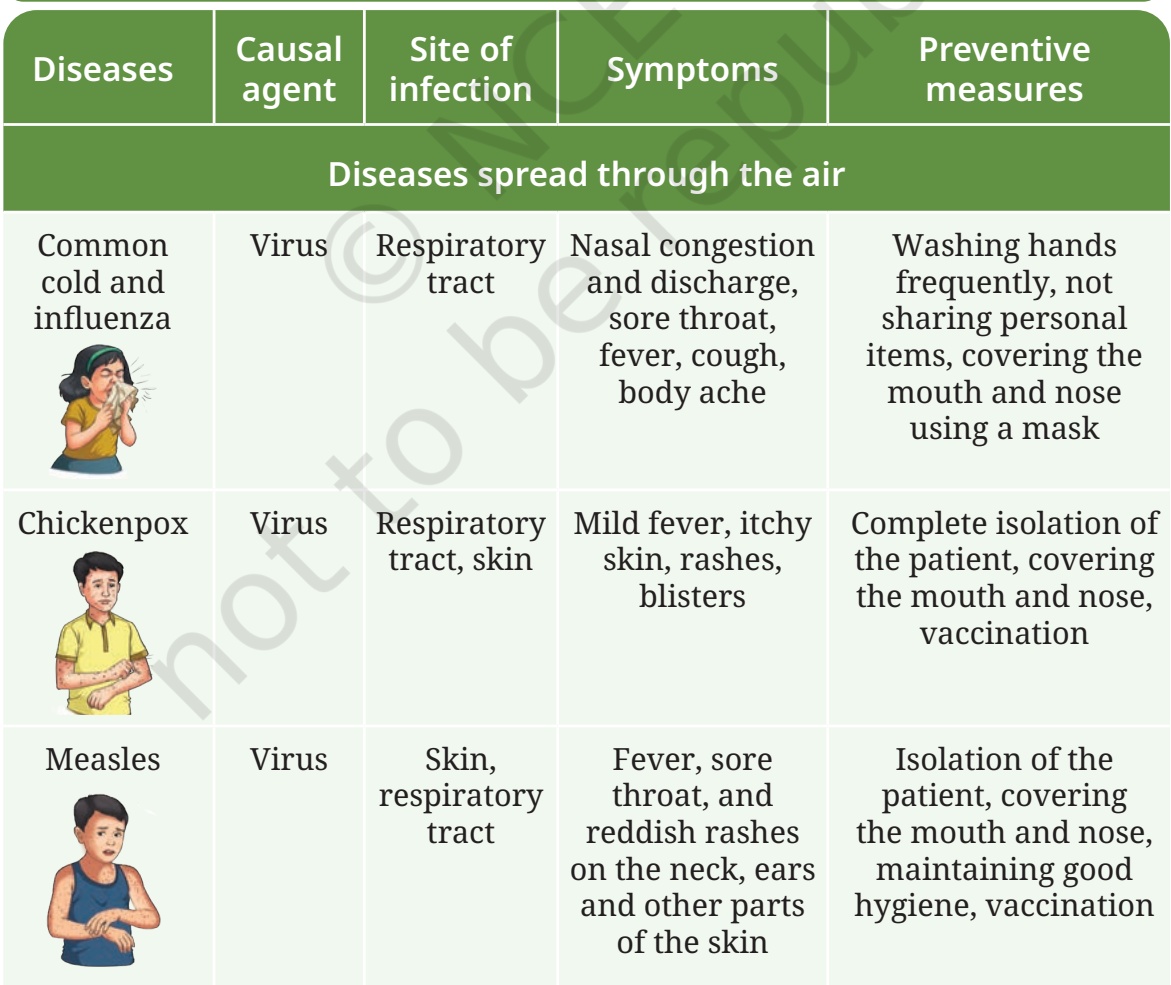 Diseases
Causal
agent
Site of
infection
Symptoms
Preventive
measures
Diseases spread through the air
Common
cold and
influenza
Virus
Respiratory
tract
Nasal congestion
and discharge,
sore throat,
fever, cough,
body ache
Washing hands
frequently, not
sharing personal
items, covering the
mouth and nose
using a mask
Chickenpox
Virus
Respiratory
tract, skin
Mild fever, itchy
skin, rashes,
blisters
Complete isolation of
the patient, covering
the mouth and nose,
vaccination
Measles
Virus
Skin,
respiratory
tract
Fever, sore
throat, and
reddish rashes
on the neck, ears
and other parts
of the skin
Isolation of the
patient, covering
the mouth and nose,
maintaining good
hygiene, vaccination
not to be